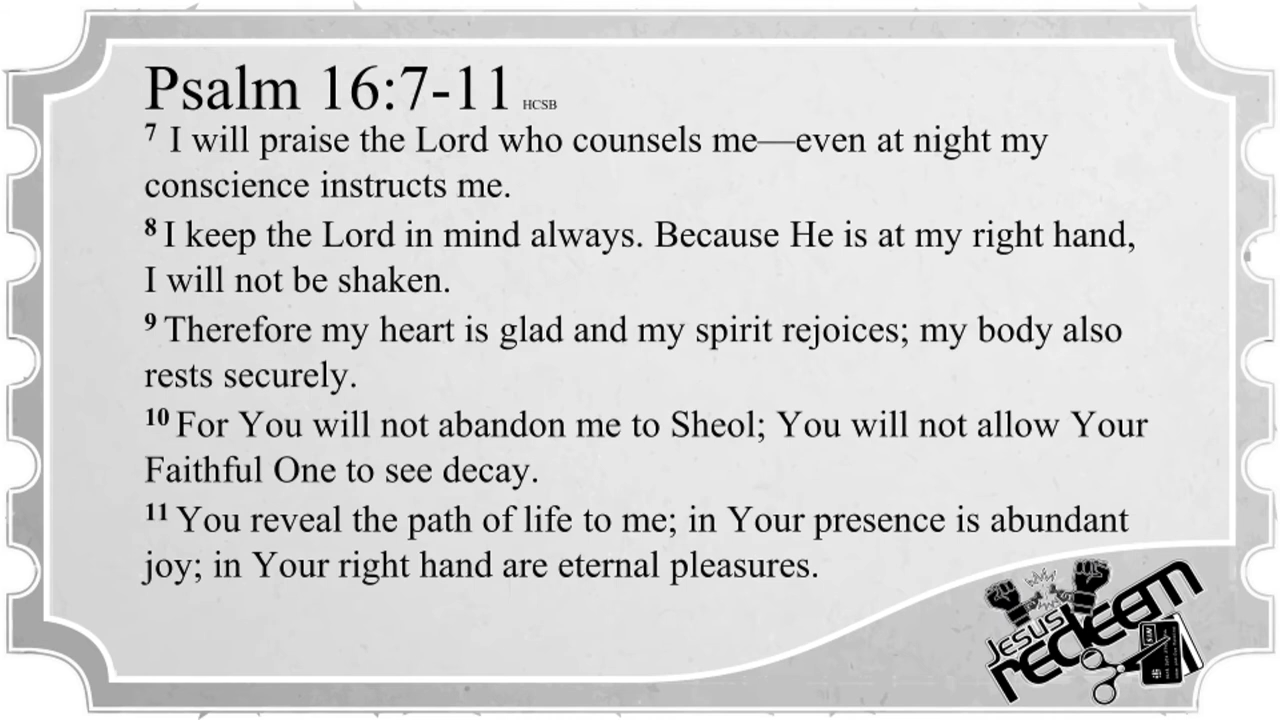 Psalm 16:7-11 HCSB
7 I will praise the Lord who counsels me—even at night my
conscience instructs me.
8 I keep the Lord in mind always. Because He is at my right hand,
I will not be shaken.
9 Therefore my heart is glad and my spirit rejoices; my body also
rests securely.
10 For You will not abandon me to Sheol; You will not allow Your
Faithful One to see decay.
11 You reveal the path of life to me; in Your presence is abundant
joy; in Your right hand are eternal pleasures.
Jesus
redeem
SIN